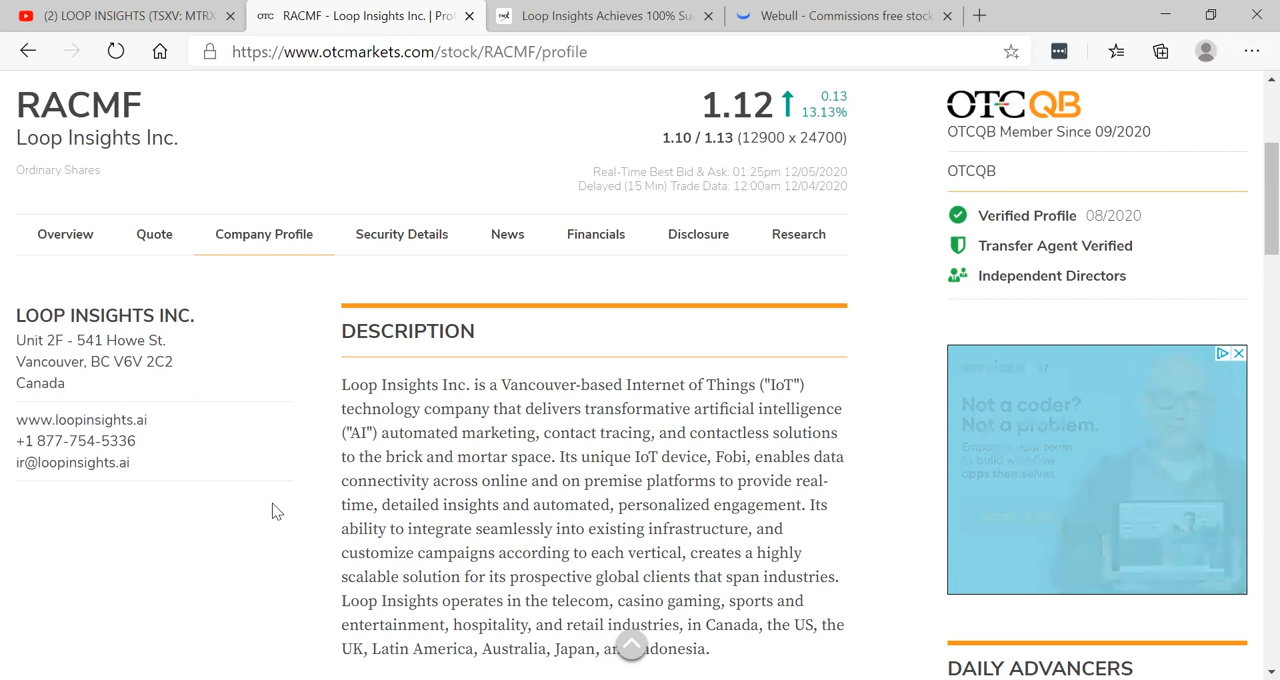 (2) LOOP INSIGHTS (TSXV: MTRX
OTC RACMF - Loop Insights Inc. | Prof
TMX Loop Insights Achieves 100% Su
Webull - Commissions free stock
https://www.otcmarkets.com/stock/RACMF/profile
RACMF
Loop Insights Inc.
Ordinary Shares
1.12 0.13
13.13%
1.10 / 1.13 (12900 x 24700)
Real-Time Best Bid & Ask: 01:25pm 12/05/2020
Delayed (15 Min) Trade Data: 12:00am 12/04/2020
OTCQB
OTCQB Member Since 09/2020
OTCQB
Verified Profile 08/2020
Transfer Agent Verified
Independent Directors
Overview Quote Company Profile Security Details News Financials Disclosure Research
LOOP INSIGHTS INC.
Unit 2F - 541 Howe St.
Vancouver, BC V6V 2C2
Canada
www.loopinsights.ai
+1 877-754-5336
ir@loopinsights.ai
DESCRIPTION
Loop Insights Inc. is a Vancouver-based Internet of Things ("IoT")
technology company that delivers transformative artificial intelligence
("AI") automated marketing, contact tracing, and contactless solutions
to the brick and mortar space. Its unique IoT device, Fobi, enables data
connectivity across online and on premise platforms to provide real-
time, detailed insights and automated, personalized engagement. Its
ability to integrate seamlessly into existing infrastructure, and
customize campaigns according to each vertical, creates a highly
scalable solution for its prospective global clients that span industries.
Loop Insights operates in the telecom, casino gaming, sports and
entertainment, hospitality, and retail industries, in Canada, the US, the
UK, Latin America, Australia, Japan, Indonesia.
Not a coder?
Not a problem.
Empower your team
to build workflow
apps themselves.
DAILY ADVANCERS